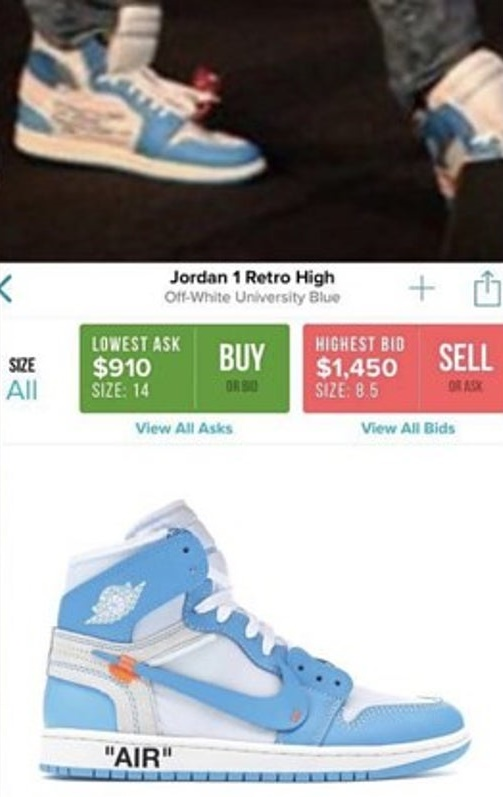 Jordan 1 Retro High
Off-White University Blue
SIZE
All
LOWEST ASK
$910
SIZE: 14
BUY
OR BID
HIGHEST BID
$1,450
SIZE: 8.5
SELL
OR ASK
View All Asks
View All Bids
"AIR"